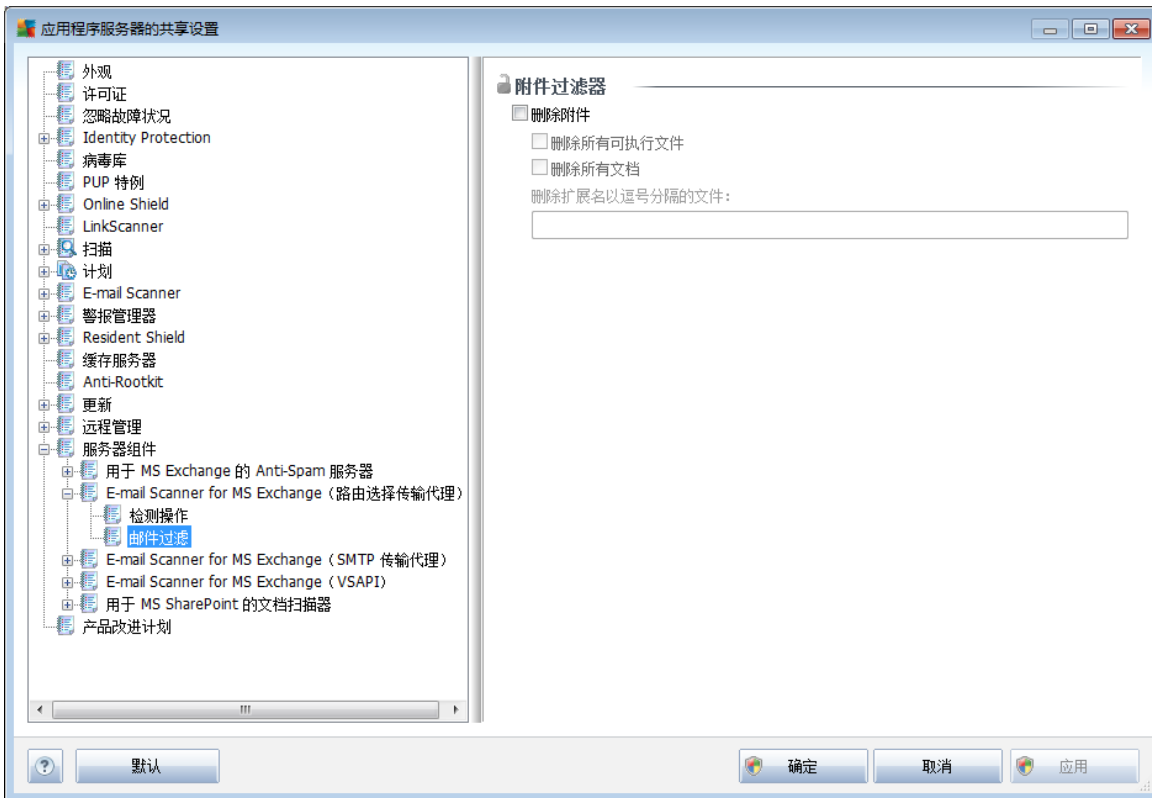 应用程序服务器的共享设置
外观
许可证
忽略故障状况
Identity Protection
病毒库
PUP 特例
Online Shield
LinkScanner
扫描
计划
E-mail Scanner
警报管理器
Resident Shield
缓存服务器
Anti-Rootkit
更新
远程管理
服务器组件
用于 MS Exchange 的 Anti-Spam 服务器
E-mail Scanner for MS Exchange（路由选择传输代理）
检测操作
邮件过滤
E-mail Scanner for MS Exchange（SMTP 传输代理）
E-mail Scanner for MS Exchange（VSAPI）
用于 MS SharePoint 的文档扫描器
产品改进计划
附件过滤器
删除附件
删除所有可执行文件
删除所有文档
删除扩展名以逗号分隔的文件：
默认
确定
取消
应用